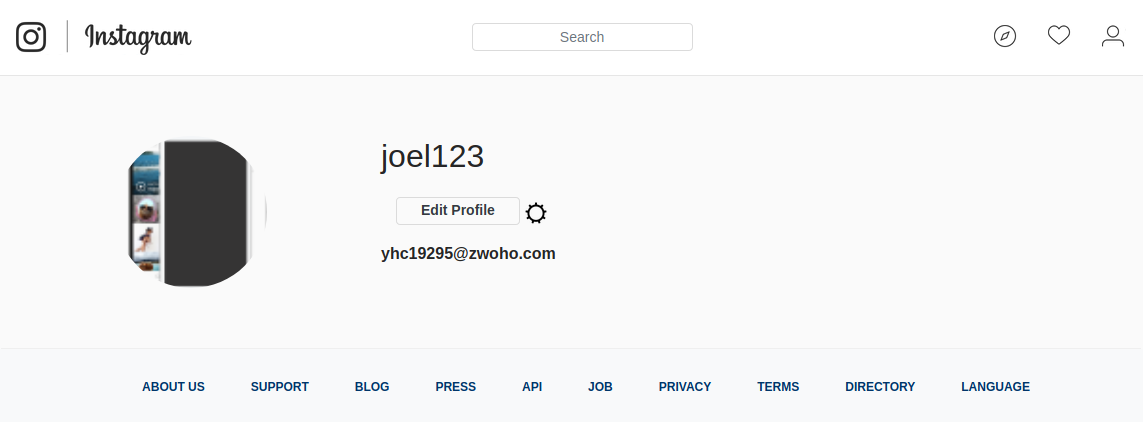 Instagram Search
joel123
Edit Profile
yhc19295@zwoho.com
ABOUT US SUPPORT BLOG PRESS API JOB PRIVACY TERMS DIRECTORY LANGUAGE